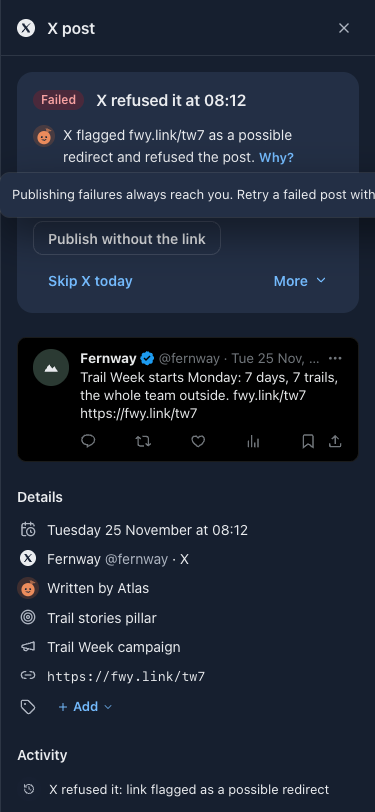 X post
Failed
X refused it at 08:12
X flagged fwy.link/tw7 as a possible
redirect and refused the post. Why?
Publishing failures always reach you. Retry a failed post with
Publish without the link
Skip X today
More
Fernway @fernway · Tue 25 Nov, ...
Trail Week starts Monday: 7 days, 7 trails,
the whole team outside. fwy.link/tw7
https://fwy.link/tw7
Details
Tuesday 25 November at 08:12
Fernway @fernway · X
Written by Atlas
Trail stories pillar
Trail Week campaign
https://fwy.link/tw7
+ Add
Activity
X refused it: link flagged as a possible redirect